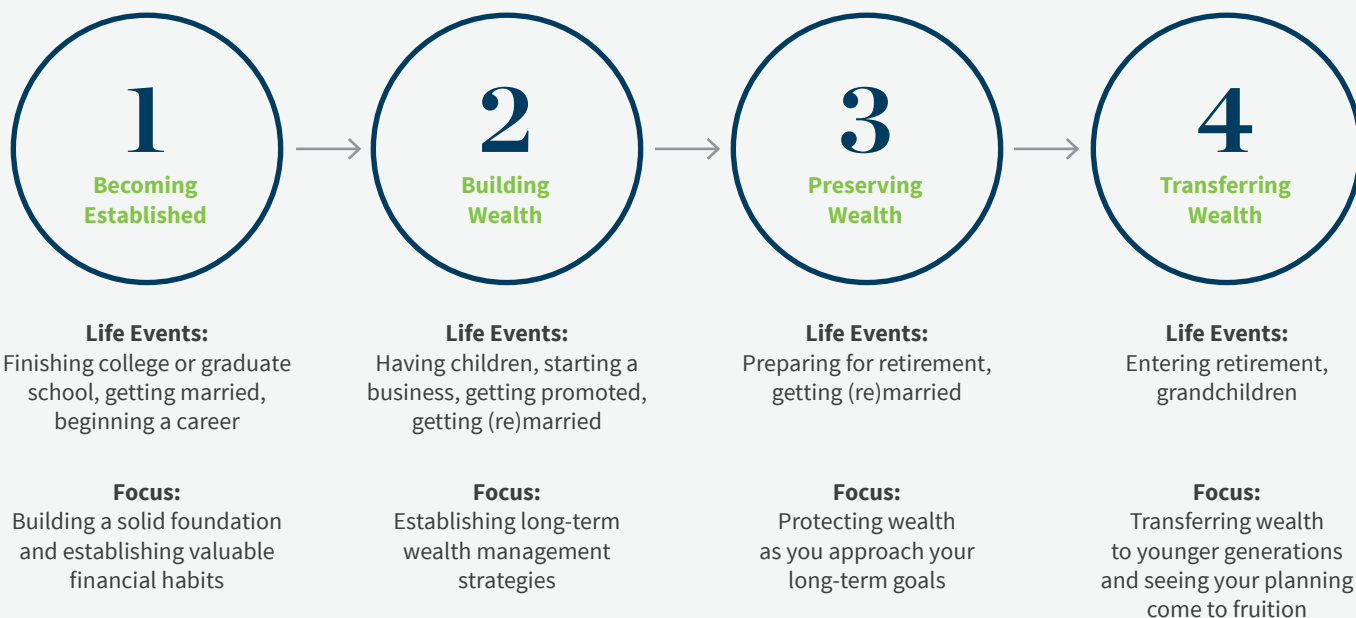 1
Becoming
Established
Life Events:
Finishing college or graduate
school, getting married,
beginning a career
Focus:
Building a solid foundation
and establishing valuable
financial habits
2
Building
Wealth
Life Events:
Having children, starting a
business, getting promoted,
getting (re)married
Focus:
Establishing long-term
wealth management
strategies
3
Preserving
Wealth
Life Events:
Preparing for retirement,
getting (re)married
Focus:
Protecting wealth
as you approach your
long-term goals
4
Transferring
Wealth
Life Events:
Entering retirement,
grandchildren
Focus:
Transferring wealth
to younger generations
and seeing your planning
come to fruition